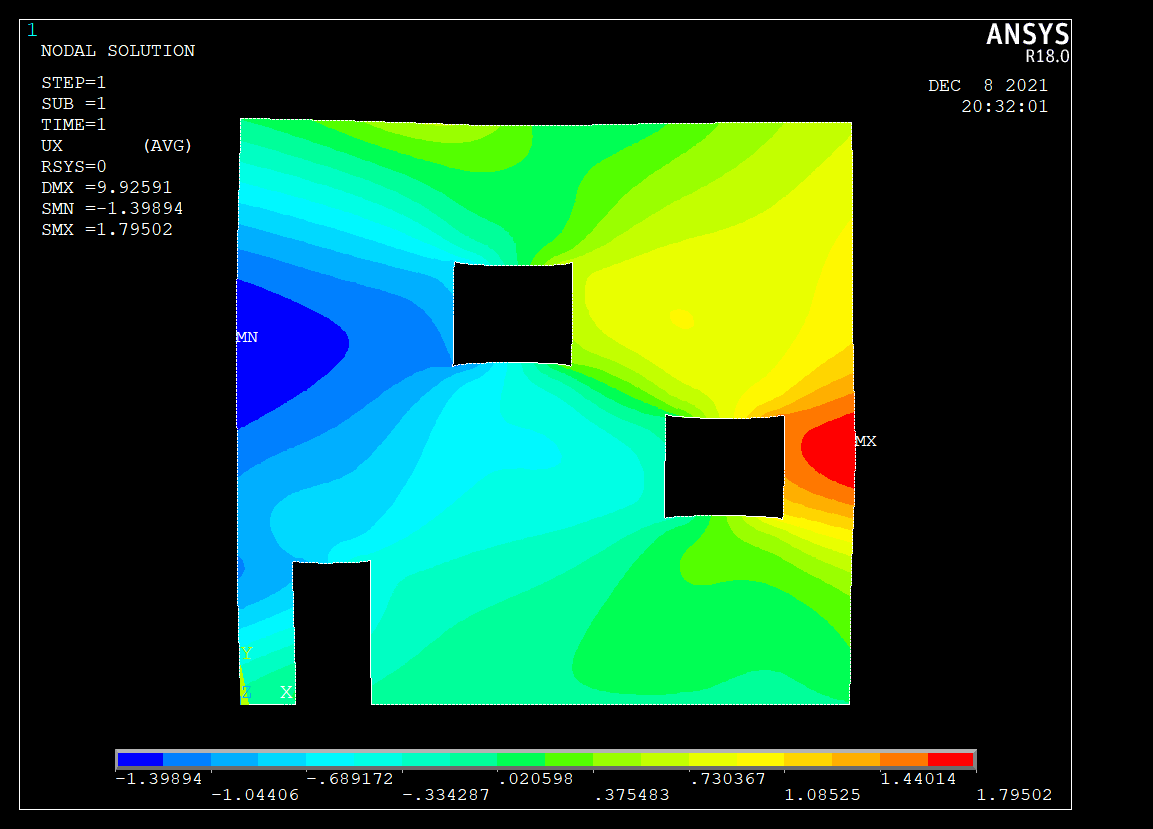 1
NODAL SOLUTION
STEP=1
SUB =1
TIME=1
UX (AVG)
RSYS=0
DMX =9.92591
SMN =-1.39894
SMX =1.79502
ANSYS
R18.0
DEC 8 2021
20:32:01
MN
MX
Y
Z X
-1.39894 -.689172 .020598 .730367 1.44014
-1.04406 -.334287 .375483 1.08525 1.79502